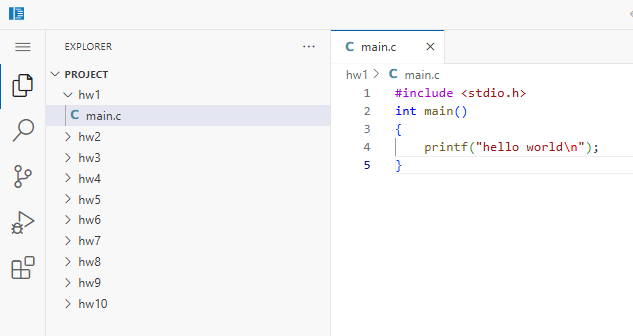 EXPLORER
PROJECT
hw1
C main.c
hw2
hw3
hw4
hw5
hw6
hw7
hw8
hw9
hw10
C main.c
hw1 > C main.c
1 #include <stdio.h>
2 int main()
3 {
4 printf("hello world\n");
5 }